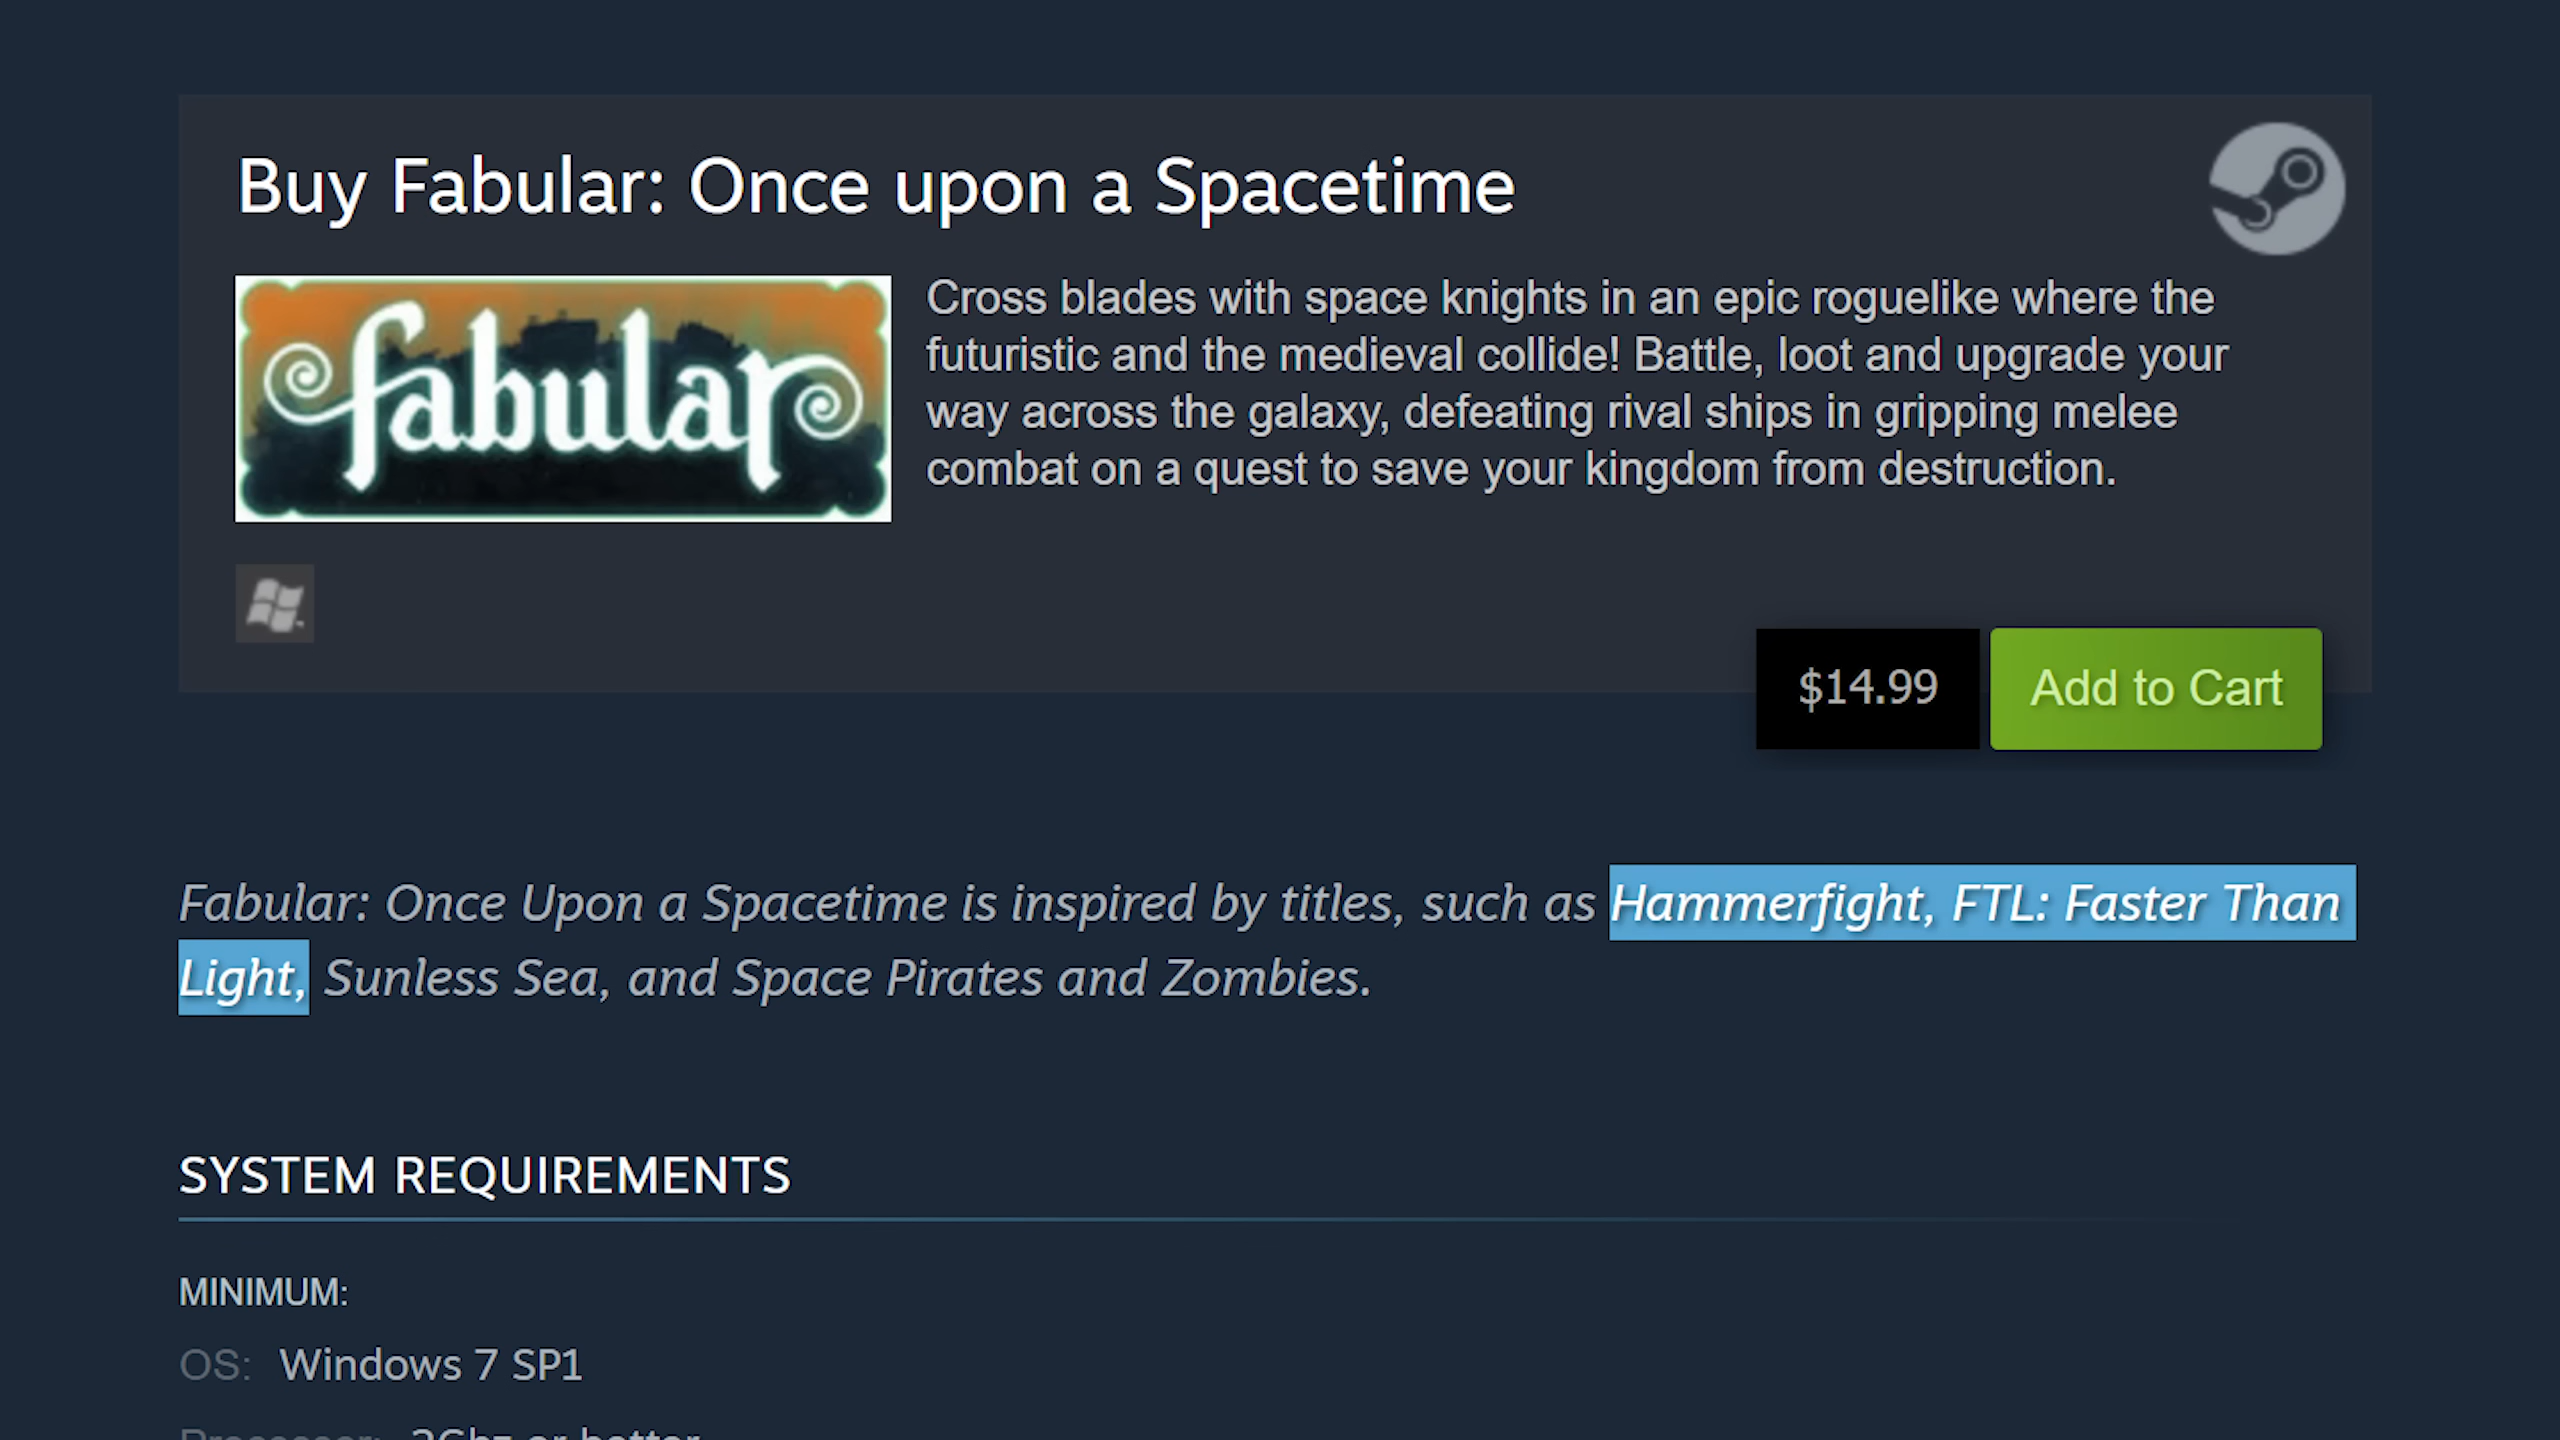 Buy Fabular: Once upon a Spacetime
fabular
Cross blades with space knights in an epic roguelike where the
futuristic and the medieval collide! Battle, loot and upgrade your
way across the galaxy, defeating rival ships in gripping melee
combat on a quest to save your kingdom from destruction.
$14.99
Add to Cart
Fabular: Once Upon a Spacetime is inspired by titles, such as Hammerfight, FTL: Faster Than
Light, Sunless Sea, and Space Pirates and Zombies.
SYSTEM REQUIREMENTS
MINIMUM:
OS: Windows 7 SP1
Processor: 2Ghz or better